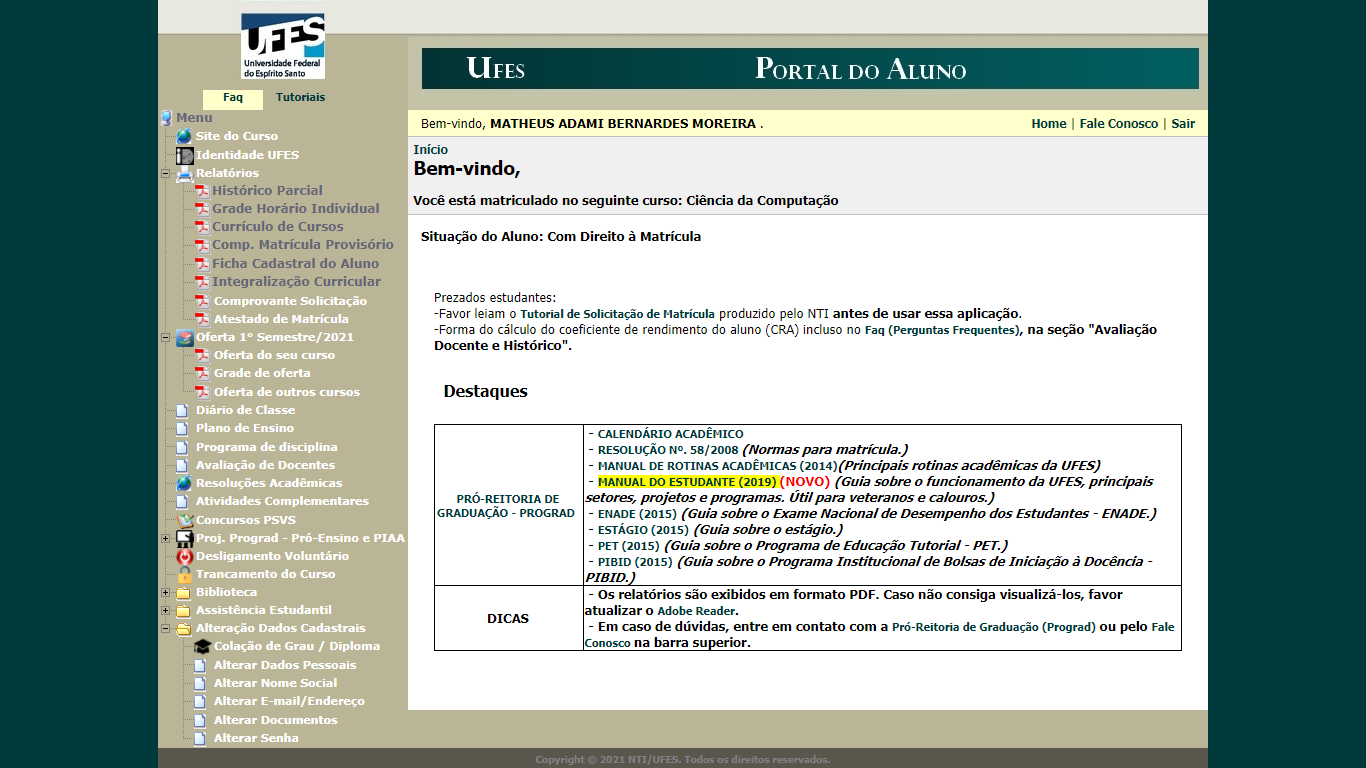 UFES
Universidade Federal
do Espírito Santo
Faq
Tutoriais
Menu
Site do Curso
Identidade UFES
Relatórios
Histórico Parcial
Grade Horário Individual
Currículo de Cursos
Comp. Matrícula Provisório
Ficha Cadastral do Aluno
Integralização Curricular
Comprovante Solicitação
Atestado de Matrícula
Oferta 1° Semestre/2021
Oferta do seu curso
Grade de oferta
Oferta de outros cursos
Diário de Classe
Plano de Ensino
Programa de disciplina
Avaliação de Docentes
Resoluções Acadêmicas
Atividades Complementares
Concursos PSVS
Proj. Prograd - Pró-Ensino e PIAA
Desligamento Voluntário
Trancamento do Curso
Biblioteca
Assistência Estudantil
Alteração Dados Cadastrais
Colação de Grau / Diploma
Alterar Dados Pessoais
Alterar Nome Social
Alterar E-mail/Endereço
Alterar Documentos
Alterar Senha
UFES PORTAL DO ALUNO
Bem-vindo, MATHEUS ADAMI BERNARDES MOREIRA .
Home | Fale Conosco | Sair
Início
Bem-vindo,
Você está matriculado no seguinte curso: Ciência da Computação
Situação do Aluno: Com Direito à Matrícula
Prezados estudantes:
-Favor leiam o Tutorial de Solicitação de Matrícula produzido pelo NTI antes de usar essa aplicação.
-Forma do cálculo do coeficiente de rendimento do aluno (CRA) incluso no Faq (Perguntas Frequentes), na seção "Avaliação
Docente e Histórico".
Destaques
PRÓ-REITORIA DE
GRADUAÇÃO - PROGRAD
- CALENDÁRIO ACADÊMICO
- RESOLUÇÃO Nº. 58/2008 (Normas para matrícula.)
- MANUAL DE ROTINAS ACADÊMICAS (2014)(Principais rotinas acadêmicas da UFES)
- MANUAL DO ESTUDANTE (2019) (NOVO) (Guia sobre o funcionamento da UFES, principais
setores, projetos e programas. Útil para veteranos e calouros.)
- ENADE (2015) (Guia sobre o Exame Nacional de Desempenho dos Estudantes - ENADE.)
- ESTÁGIO (2015) (Guia sobre o estágio.)
- PET (2015) (Guia sobre o Programa de Educação Tutorial - PET.)
- PIBID (2015) (Guia sobre o Programa Institucional de Bolsas de Iniciação à Docência -
PIBID.)
DICAS
- Os relatórios são exibidos em formato PDF. Caso não consiga visualizá-los, favor
atualizar o Adobe Reader.
- Em caso de dúvidas, entre em contato com a Pró-Reitoria de Graduação (Prograd) ou pelo Fale
Conosco na barra superior.
Copyright © 2021 NTI/UFES. Todos os direitos reservados.